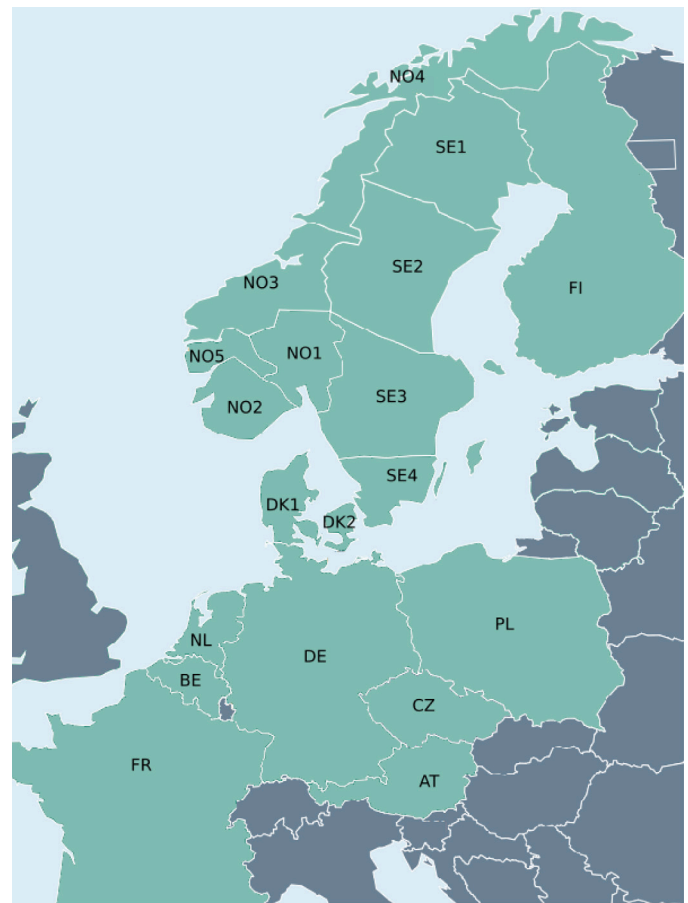 NO4
SE1
SE2
NO3
FI
NO5
NO1
NO2
SE3
SE4
DK1
DK2
NL
DE
PL
BE
CZ
FR
AT